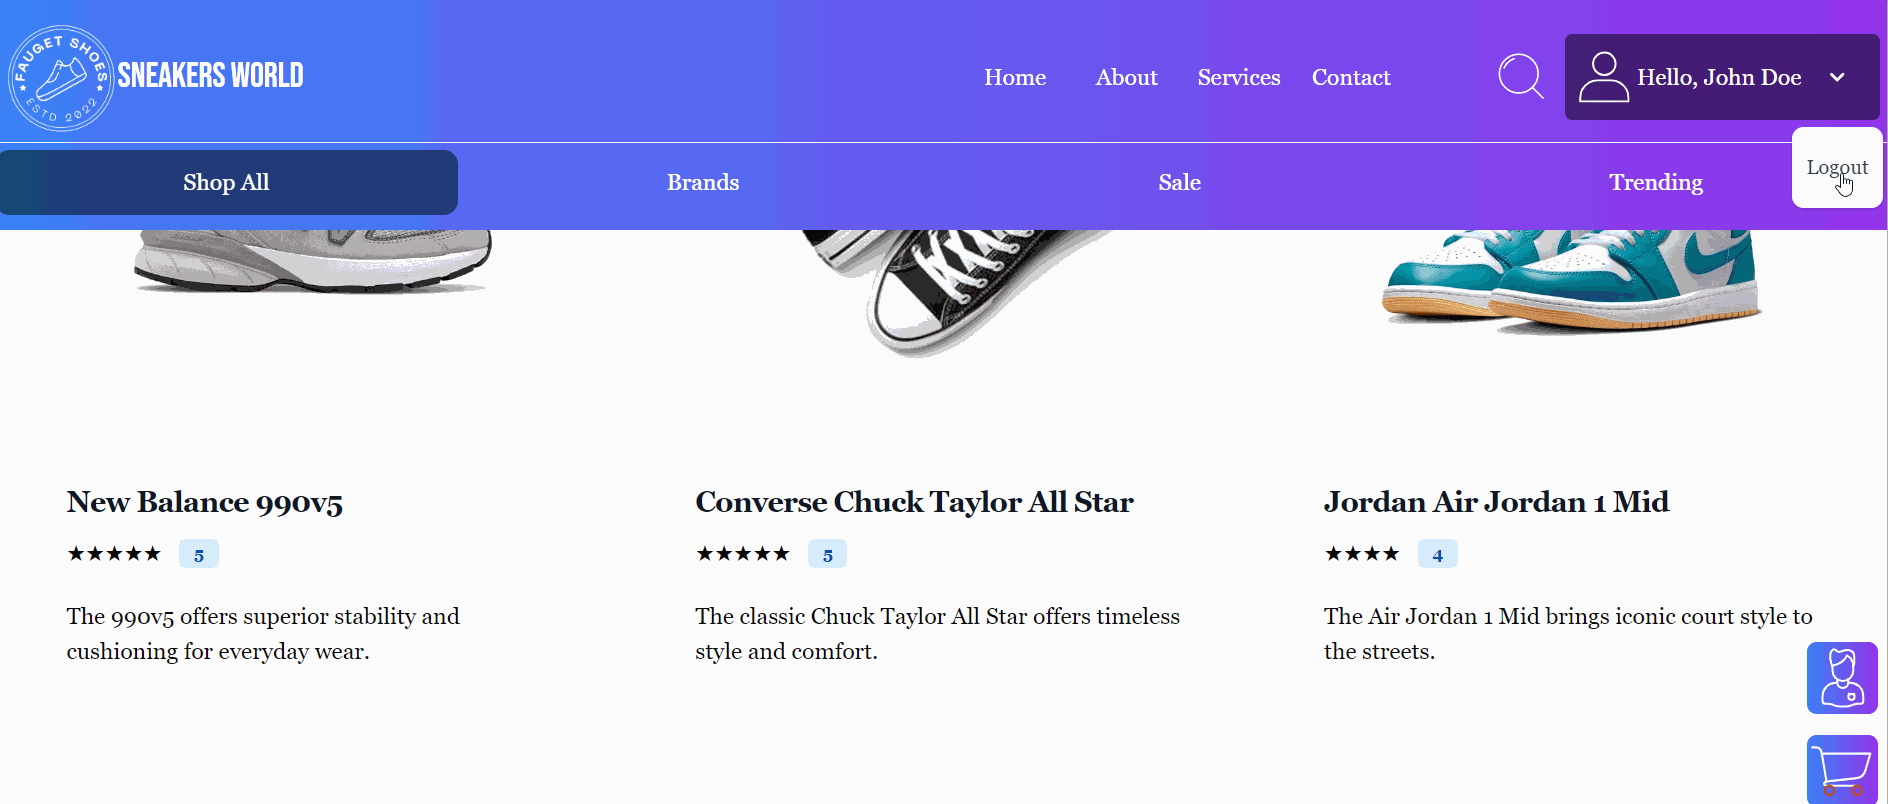 FAUGET SHOES
ESTD 2022
SNEAKERS WORLD
Home About Services Contact
Hello, John Doe
Logout
Shop All Brands Sale Trending
New Balance 990v5
★★★★★ 5
The 990v5 offers superior stability and
cushioning for everyday wear.
Converse Chuck Taylor All Star
★★★★★ 5
The classic Chuck Taylor All Star offers timeless
style and comfort.
Jordan Air Jordan 1 Mid
★★★★ 4
The Air Jordan 1 Mid brings iconic court style to
the streets.